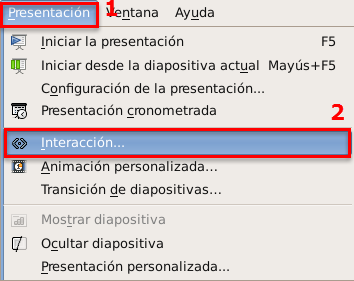 Presentación 1 Ventana Ayuda
Iniciar la presentación F5
Iniciar desde la diapositiva actual Mayús+F5
Configuración de la presentación...
Presentación cronometrada
2
Interacción...
Animación personalizada...
Transición de diapositivas...
Mostrar diapositiva
Ocultar diapositiva
Presentación personalizada...